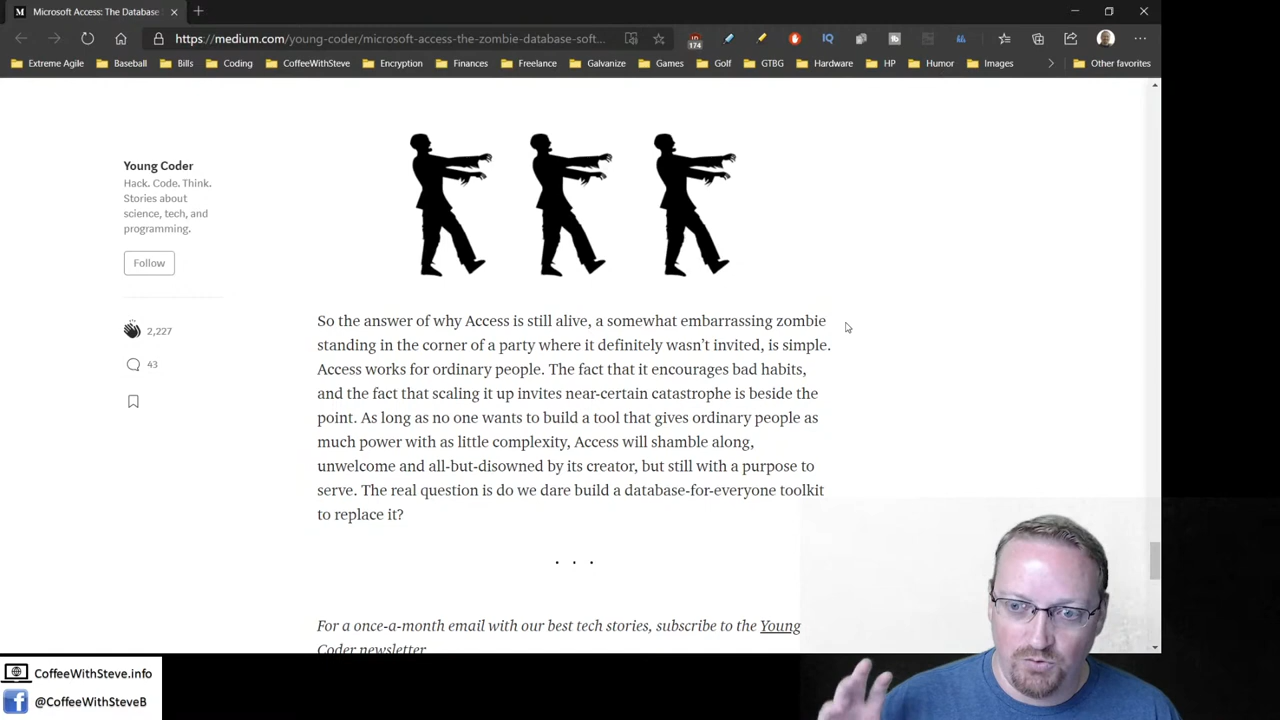 Microsoft Access: The Database
https://medium.com/young-coder/microsoft-access-the-zombie-database-soft...
174
IQ
Extreme Agile
Baseball
Bills
Coding
CoffeeWithSteve
Encryption
Finances
Freelance
Galvanize
Games
Golf
GTBG
Hardware
HP
Humor
Images
Other favorites
Young Coder
Hack. Code. Think.
Stories about
science, tech, and
programming.
Follow
2,227
43
So the answer of why Access is still alive, a somewhat embarrassing zombie
standing in the corner of a party where it definitely wasn't invited, is simple.
Access works for ordinary people. The fact that it encourages bad habits,
and the fact that scaling it up invites near-certain catastrophe is beside the
point. As long as no one wants to build a tool that gives ordinary people as
much power with as little complexity, Access will shamble along,
unwelcome and all-but-disowned by its creator, but still with a purpose to
serve. The real question is do we dare build a database-for-everyone toolkit
to replace it?
. . .
For a once-a-month email with our best tech stories, subscribe to the Young
Coder newsletter
CoffeeWithSteve.info
@CoffeeWithSteveB